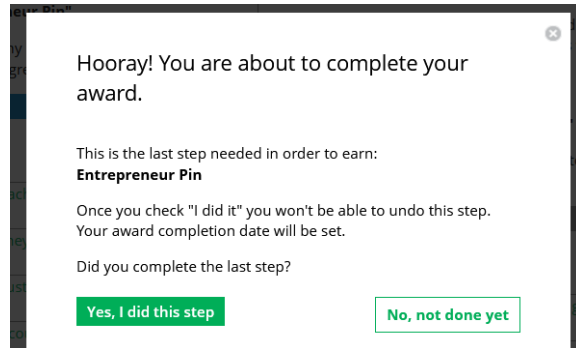 Pin"
Hooray! You are about to complete your
award.
This is the last step needed in order to earn:
Entrepreneur Pin
Once you check "I did it" you won't be able to undo this step.
Your award completion date will be set.
Did you complete the last step?
Yes, I did this step
No, not done yet